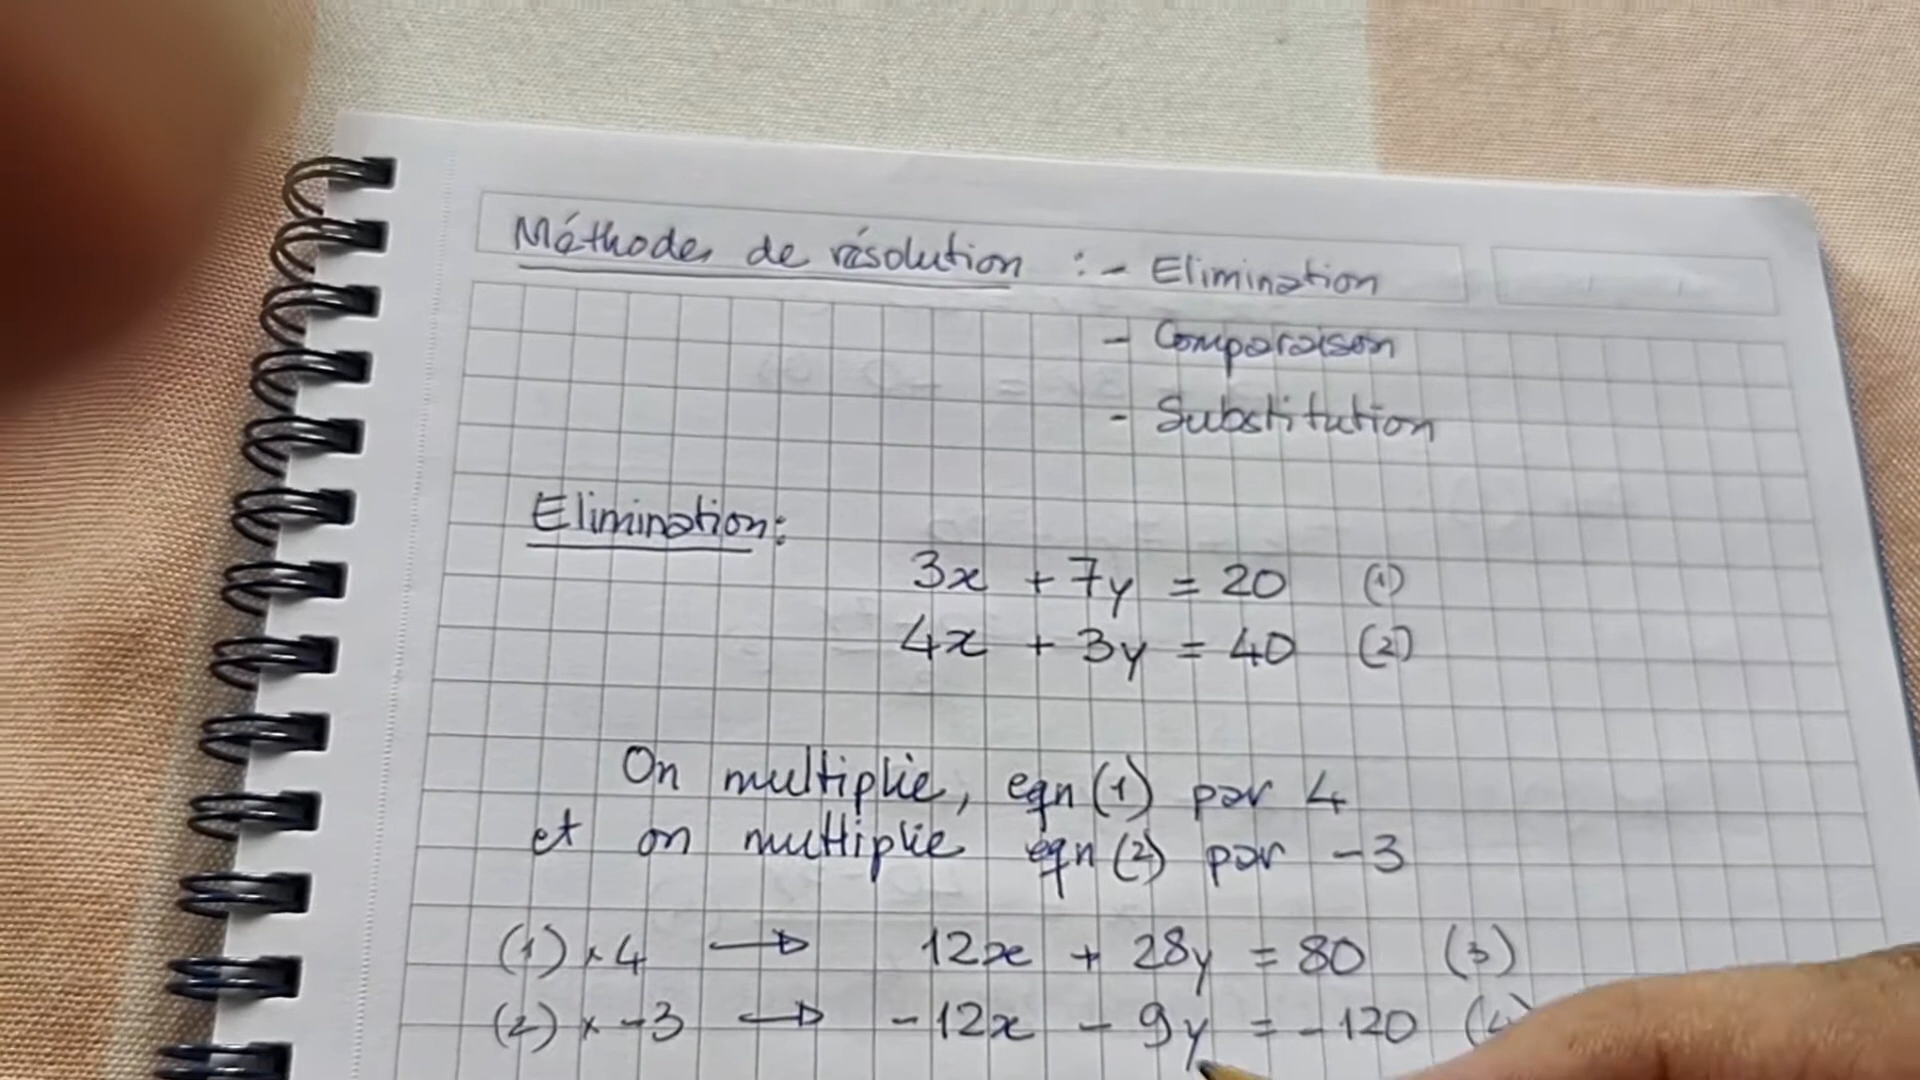 Méthodes de résolution : - Elimination
- Comparaison
- Substitution
Elimination:
3x + 7y = 20 (1)
4x + 3y = 40 (2)
On multiplie, eqn (1) par 4
et on multiplie eqn (2) par -3
(1) x 4 → 12x + 28y = 80 (3)
(2) x -3 → -12x - 9y = -120 (4)